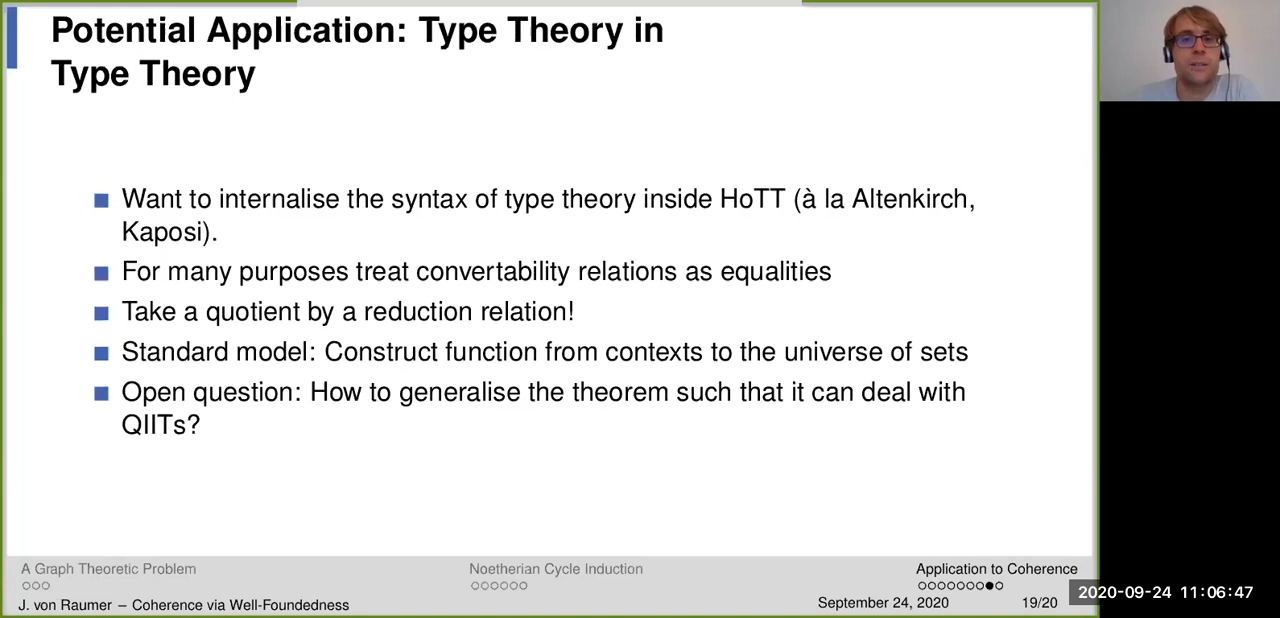 Potential Application: Type Theory in
Type Theory
Want to internalise the syntax of type theory inside HoTT (à la Altenkirch,
Kaposi).
For many purposes treat convertability relations as equalities
Take a quotient by a reduction relation!
Standard model: Construct function from contexts to the universe of sets
Open question: How to generalise the theorem such that it can deal with
QIITs?
A Graph Theoretic Problem
Noetherian Cycle Induction
Application to Coherence
J. von Raumer – Coherence via Well-Foundedness
September 24, 2020
19/20
2020-09-24 11:06:47